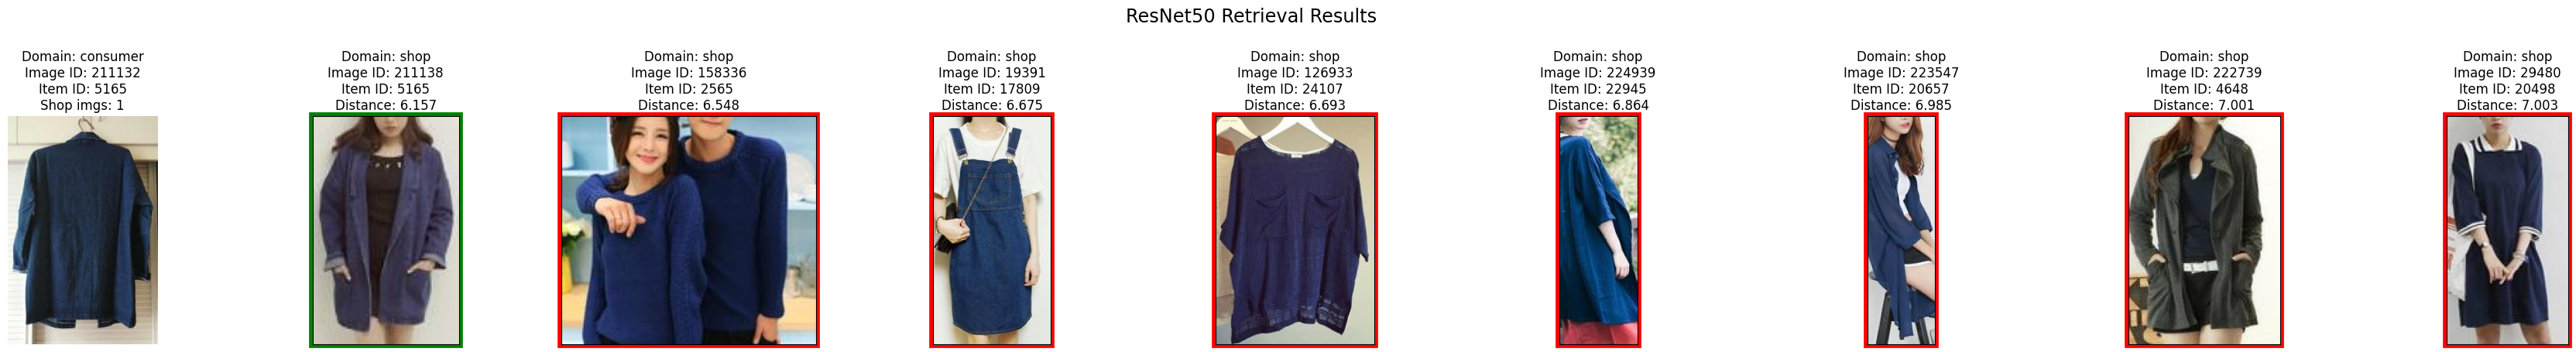 ResNet50 Retrieval Results
Domain: consumer
Image ID: 211132
Item ID: 5165
Shop imgs: 1
Domain: shop
Image ID: 211138
Item ID: 5165
Distance: 6.157
Domain: shop
Image ID: 158336
Item ID: 2565
Distance: 6.548
Domain: shop
Image ID: 19391
Item ID: 17809
Distance: 6.675
Domain: shop
Image ID: 126933
Item ID: 24107
Distance: 6.693
Domain: shop
Image ID: 224939
Item ID: 22945
Distance: 6.864
Domain: shop
Image ID: 223547
Item ID: 20657
Distance: 6.985
Domain: shop
Image ID: 222739
Item ID: 4648
Distance: 7.001
Domain: shop
Image ID: 29480
Item ID: 20498
Distance: 7.003